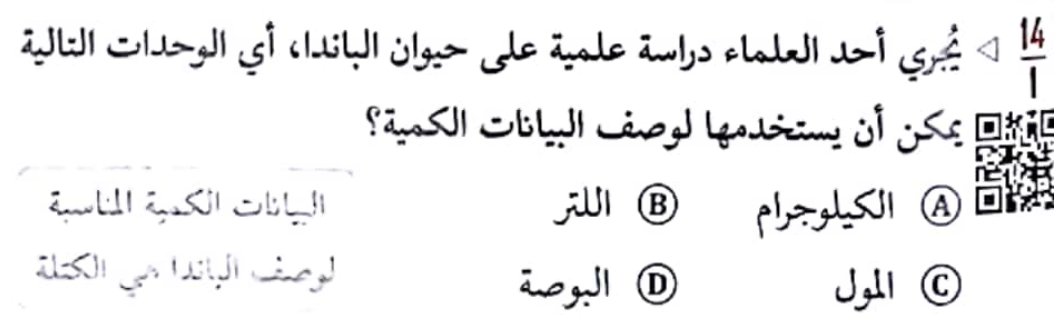 14
1
◁ يُجري أحد العلماء دراسة علمية على حيوان الباندا، أي الوحدات التالية
يمكن أن يستخدمها لوصف البيانات الكمية؟
A الكيلوجرام
B اللتر
C المول
D البوصة
البيانات الكمية المناسبة
لوصف الباندا هي الكتلة